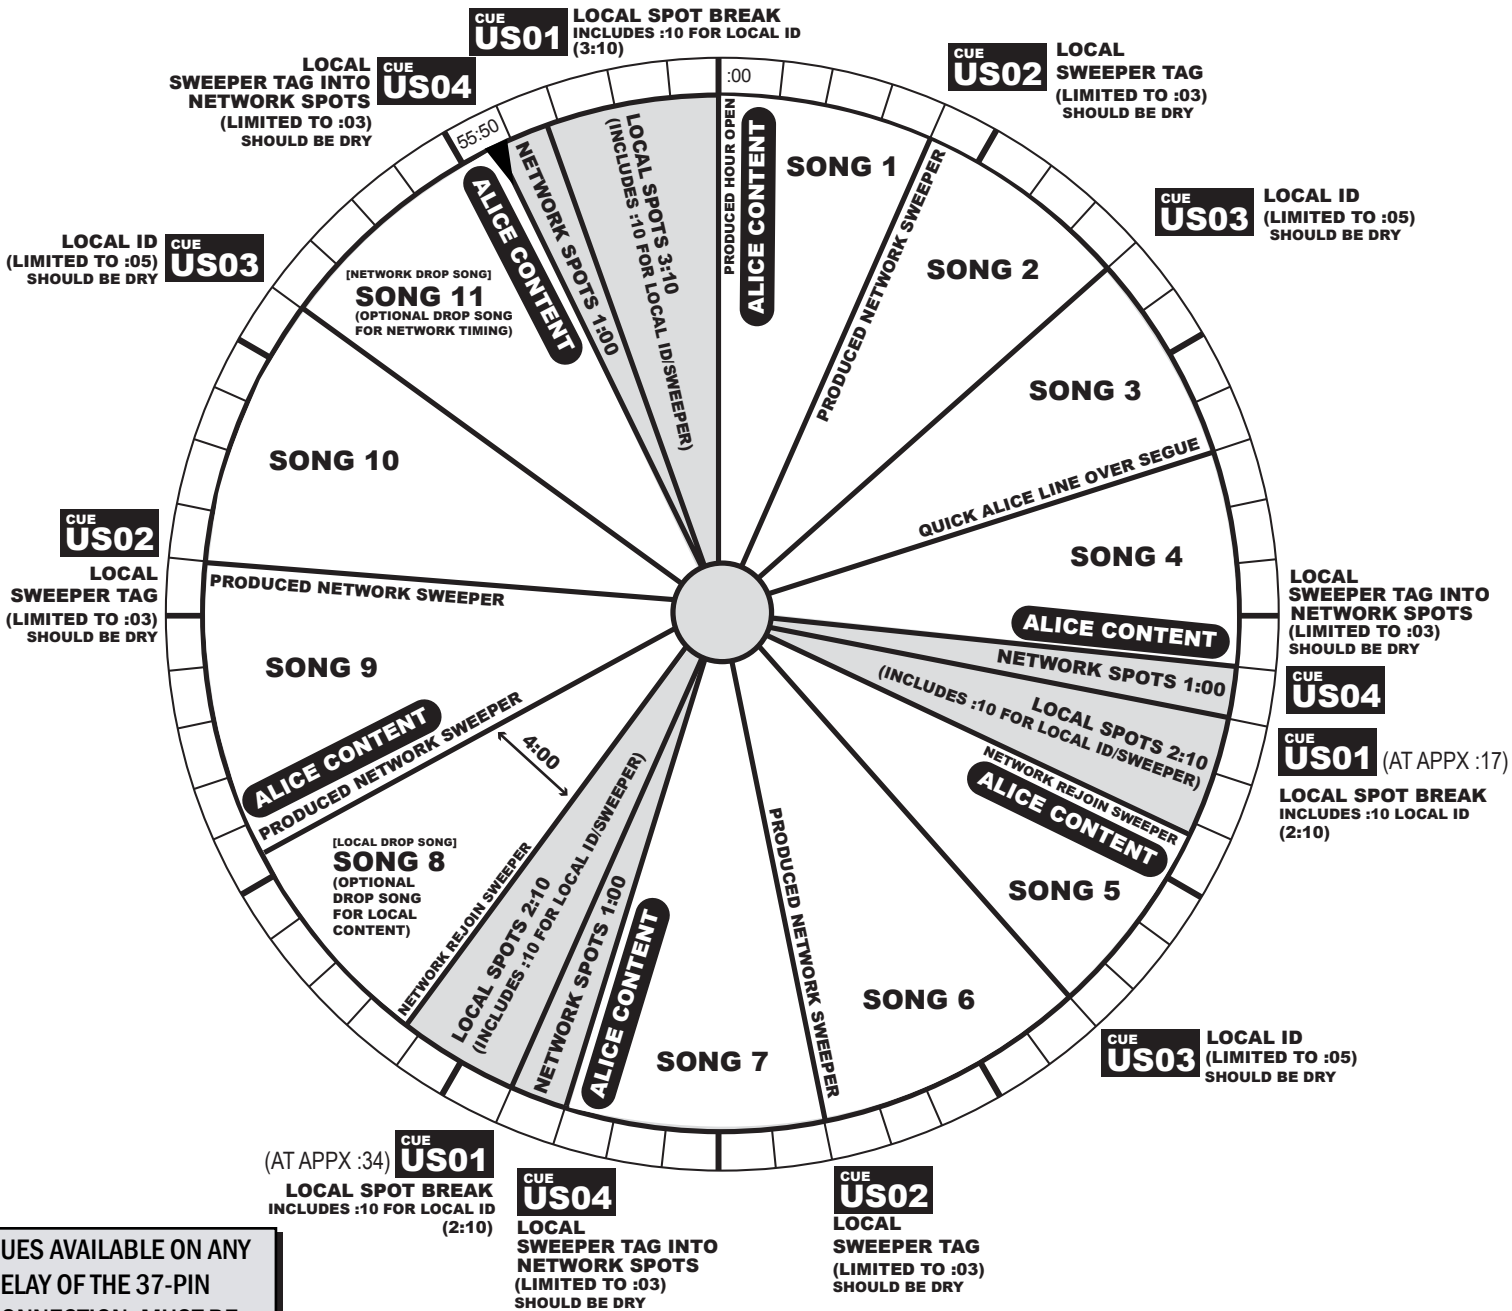 CUE
US01
LOCAL SPOT BREAK
INCLUDES :10 FOR LOCAL ID
(3:10)
CUE
US02
LOCAL
SWEEPER TAG
(LIMITED TO :03)
SHOULD BE DRY
CUE
US03
LOCAL ID
(LIMITED TO :05)
SHOULD BE DRY
LOCAL
SWEEPER TAG INTO
NETWORK SPOTS
(LIMITED TO :03)
SHOULD BE DRY
CUE
US04
CUE
US01 (AT APPX :17)
LOCAL SPOT BREAK
INCLUDES :10 LOCAL ID
(2:10)
CUE
US03
LOCAL ID
(LIMITED TO :05)
SHOULD BE DRY
CUE
US02
LOCAL
SWEEPER TAG
(LIMITED TO :03)
SHOULD BE DRY
CUE
US04
LOCAL
SWEEPER TAG INTO
NETWORK SPOTS
(LIMITED TO :03)
SHOULD BE DRY
(AT APPX :34)
CUE
US01
LOCAL SPOT BREAK
INCLUDES :10 FOR LOCAL ID
(2:10)
CUE
US02
LOCAL
SWEEPER TAG
(LIMITED TO :03)
SHOULD BE DRY
LOCAL ID
(LIMITED TO :05)
SHOULD BE DRY
CUE
US03
LOCAL
SWEEPER TAG INTO
NETWORK SPOTS
(LIMITED TO :03)
SHOULD BE DRY
CUE
US04
:00
PRODUCED HOUR OPEN
ALICE CONTENT
SONG 1
PRODUCED NETWORK SWEEPER
SONG 2
SONG 3
QUICK ALICE LINE OVER SEGUE
SONG 4
ALICE CONTENT
NETWORK SPOTS 1:00
LOCAL SPOTS 2:10
(INCLUDES :10 FOR LOCAL ID/SWEEPER)
NETWORK REJOIN SWEEPER
ALICE CONTENT
SONG 5
SONG 6
PRODUCED NETWORK SWEEPER
SONG 7
ALICE CONTENT
NETWORK SPOTS 1:00
LOCAL SPOTS 2:10
(INCLUDES :10 FOR LOCAL ID/SWEEPER)
NETWORK REJOIN SWEEPER
4:00
[LOCAL DROP SONG]
SONG 8
(OPTIONAL
DROP SONG
FOR LOCAL
CONTENT)
PRODUCED NETWORK SWEEPER
ALICE CONTENT
SONG 9
PRODUCED NETWORK SWEEPER
SONG 10
[NETWORK DROP SONG]
SONG 11
(OPTIONAL DROP SONG
FOR NETWORK TIMING)
ALICE CONTENT
55:50
NETWORK SPOTS 1:00
LOCAL SPOTS 3:10
(INCLUDES :10 FOR LOCAL ID/SWEEPER)
UES AVAILABLE ON ANY
ELAY OF THE 37-PIN